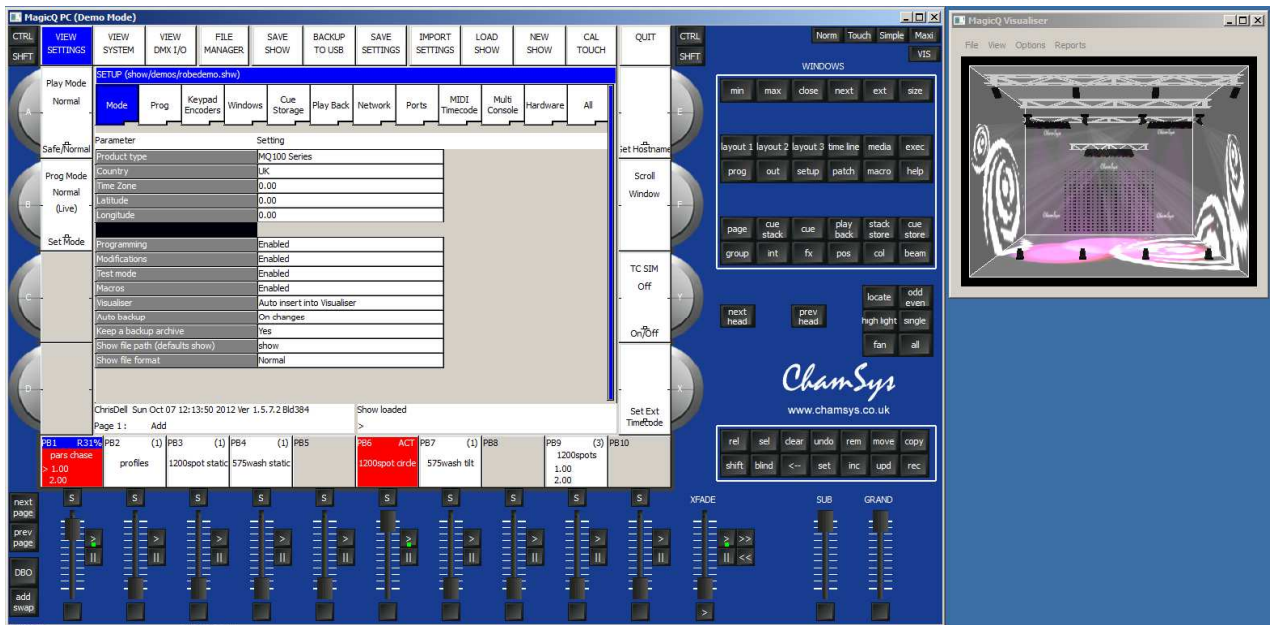 MagicQ PC (Demo Mode)
CTRL
SHFT
VIEW SETTINGS
VIEW SYSTEM
VIEW DMX I/O
FILE MANAGER
SAVE SHOW
BACKUP TO USB
SAVE SETTINGS
IMPORT SETTINGS
LOAD SHOW
NEW SHOW
CAL TOUCH
QUIT
CTRL
SHFT
Norm Touch Simple Maxi
VIS
SETUP (show/demos/robedemo.shw)
Play Mode
Normal
Safe/Normal
Prog Mode
Normal
(Live)
Set Mode
A
B
C
D
Mode
Prog
Keypad Encoders
Windows
Cue Storage
Play Back
Network
Ports
MIDI Timecode
Multi Console
Hardware
All
Parameter Setting
Product type MQ100 Series
Country UK
Time Zone 0.00
Latitude 0.00
Longitude 0.00
Programming Enabled
Modifications Enabled
Test mode Enabled
Macros Enabled
Visualiser Auto insert into Visualiser
Auto backup On changes
Keep a backup archive Yes
Show file path (defaults show) show
Show file format Normal
ChrisDell Sun Oct 07 12:13:50 2012 Ver 1.5.7.2 Bld384 Show loaded
Page 1 : Add >
Set Hostname
Scroll
Window
TC SIM
Off
On/Off
Set Ext
Timecode
E
F
Y
X
PB1 R31% PB2 (1) PB3 (1) PB4 (1) PB5 PB6 ACT PB7 (1) PB8 PB9 (3) PB10
pars chase
> 1.00
2.00
profiles
1200spot static
575wash static
1200spot circle
575wash tilt
1200spots
1.00
2.00
WINDOWS
min max close next ext size
layout 1 layout 2 layout 3 time line media exec
prog out setup patch macro help
page cue stack cue play back stack store cue store
group int fx pos col beam
next head
prev head
locate odd even
high light single
fan all
ChamSys
www.chamsys.co.uk
rel sel clear undo rem move copy
shift blind <-- set inc upd rec
next page
prev page
DBO
add swap
S S S S S S S S S S
XFADE SUB GRAND
> > > > > > > > > > > >>
|| || || || || || || || || || || <<
>
MagicQ Visualiser
File View Options Reports
ChamSys
ChamSys
ChamSys